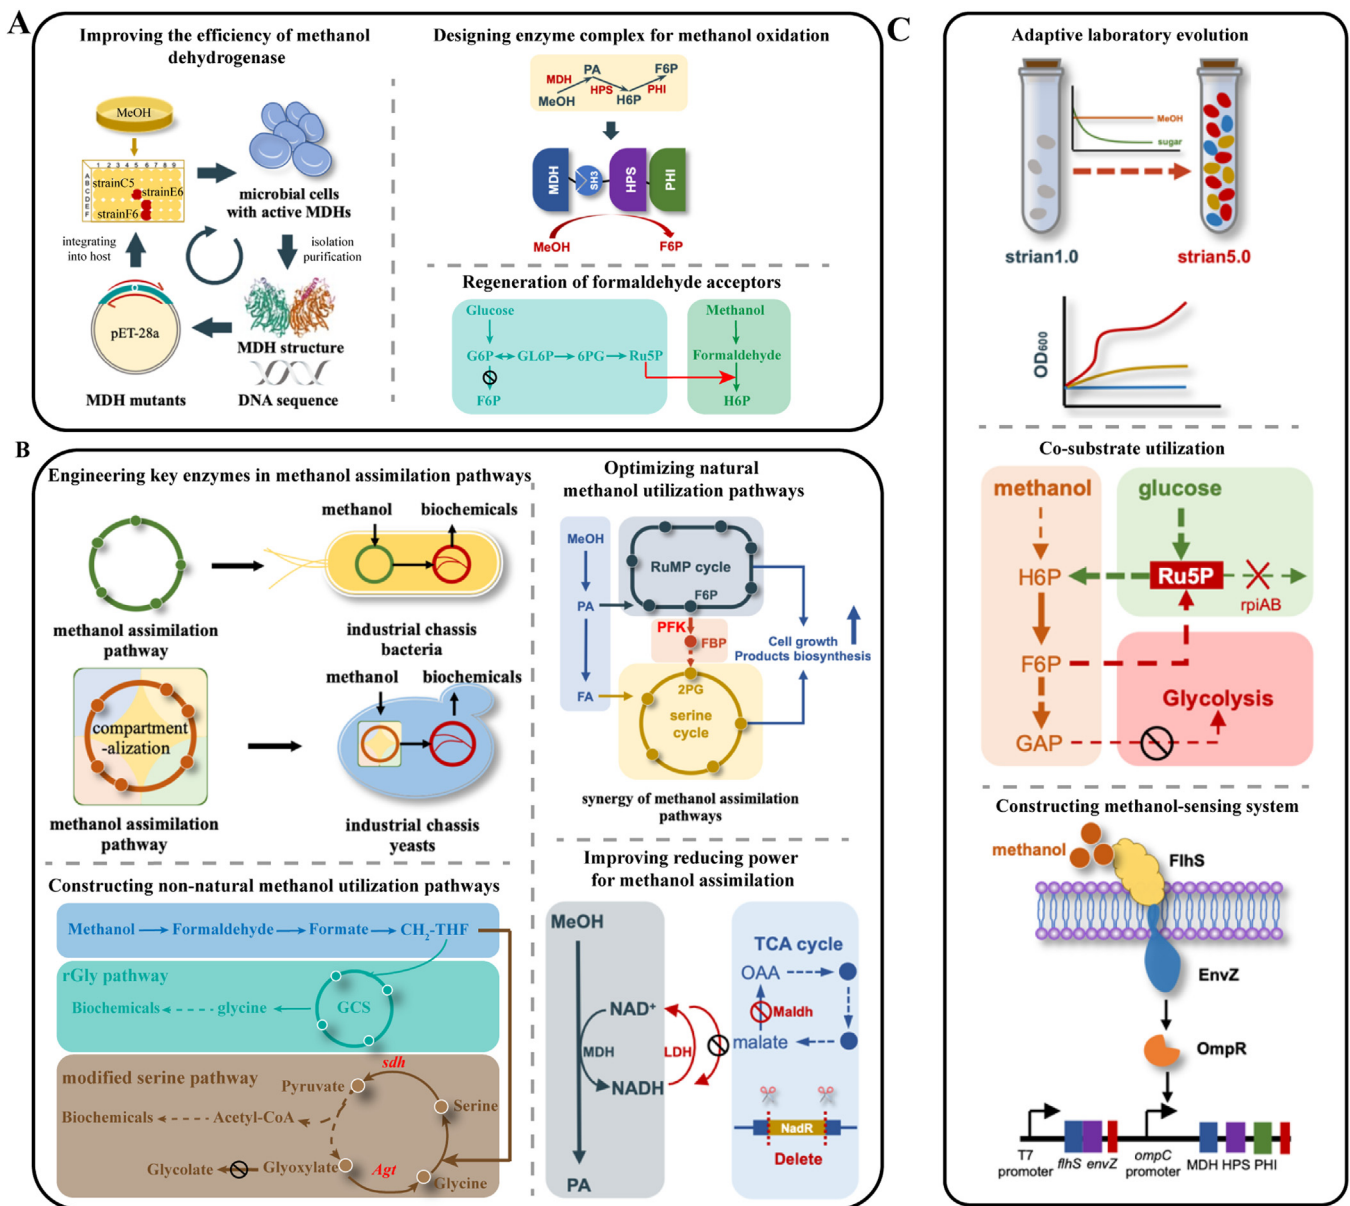 A
Improving the efficiency of methanol
dehydrogenase
MeOH
1 2 3 4 5 6 7 8 9
A
B
C
D
E
F
strainC5
strainE6
strainF6
microbial cells
with active MDHs
integrating
into host
isolation
purification
pET-28a
MDH structure
MDH mutants
DNA sequence
Designing enzyme complex for methanol oxidation
MDH
PA
F6P
HPS
PHI
MeOH
H6P
MDH
SH3
HPS
PHI
MeOH
F6P
Regeneration of formaldehyde acceptors
Glucose
Methanol
G6P
GL6P
6PG
Ru5P
Formaldehyde
F6P
H6P
B
Engineering key enzymes in methanol assimilation pathways
methanol
biochemicals
methanol assimilation
pathway
industrial chassis
bacteria
methanol
biochemicals
compartment
-alization
methanol assimilation
pathway
industrial chassis
yeasts
Optimizing natural
methanol utilization pathways
MeOH
RuMP cycle
PA
F6P
PFK
FBP
Cell growth
Products biosynthesis
FA
2PG
serine
cycle
synergy of methanol assimilation
pathways
Constructing non-natural methanol utilization pathways
Methanol
Formaldehyde
Formate
CH2-THF
rGly pathway
Biochemicals
glycine
GCS
modified serine pathway
sdh
Pyruvate
Serine
Biochemicals
Acetyl-CoA
Glycolate
Glyoxylate
Agt
Glycine
Improving reducing power
for methanol assimilation
MeOH
NAD+
MDH
LDH
NADH
PA
TCA cycle
OAA
Maldh
malate
NadR
Delete
C
Adaptive laboratory evolution
MeOH
sugar
strian1.0
strian5.0
OD600
Co-substrate utilization
methanol
glucose
H6P
Ru5P
rpiAB
F6P
Glycolysis
GAP
Constructing methanol-sensing system
methanol
FlhS
EnvZ
OmpR
T7
promoter
flhS
envZ
ompC
promoter
MDH
HPS
PHI